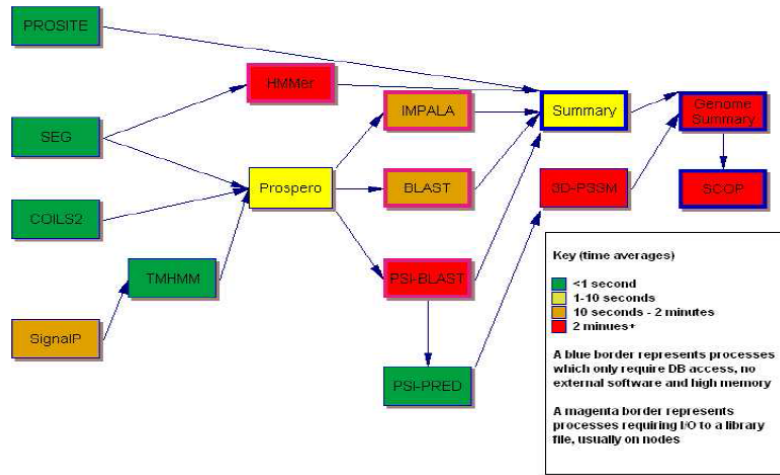 PROSITE
HMMer
IMPALA
Summary
Genome
Summary
SEG
Prospero
BLAST
3D-PSSM
SCOP
COILS2
TMHMM
PSI-BLAST
SignalP
PSI-PRED
Key (time averages)
<1 second
1-10 seconds
10 seconds - 2 minutes
2 minues+
A blue border represents processes
which only require DB access, no
external software and high memory
A magenta border represents
processes requiring I/O to a library
file, usually on nodes